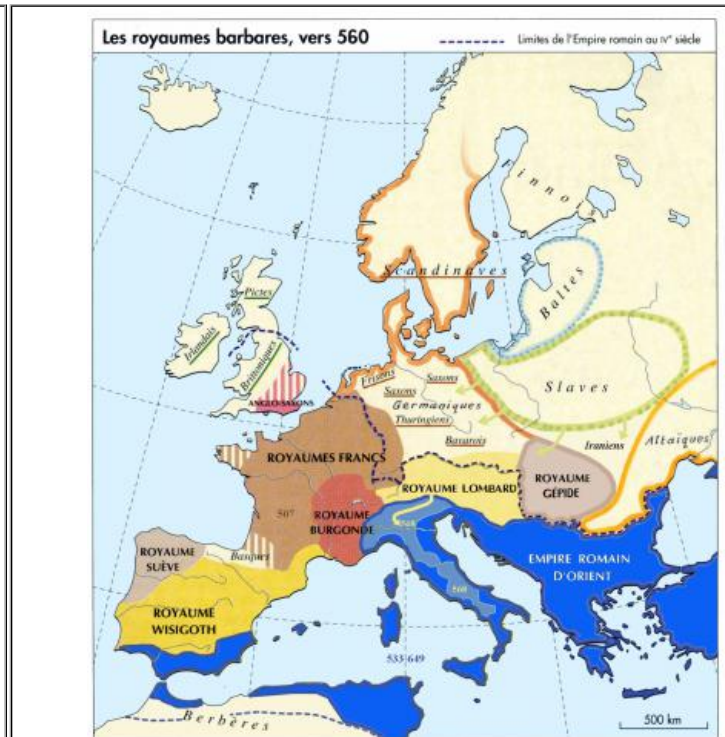 Les royaumes barbares, vers 560
Limites de l'Empire romain au IVe siècle
Finnois
Scandinaves
Baltes
Pictes
Irlandais
Britonniques
ANGLO-SAXONS
Frisons
Saxons
Saxons
Germaniques
Thuringiens
Slaves
Bavarois
Iraniens
Altaïques
ROYAUMES FRANCS
ROYAUME LOMBARD
ROYAUME
GÉPIDE
507
ROYAUME
BURGONDE
ROYAUME
SUÈVE
Basques
EMPIRE ROMAIN
D'ORIENT
568
ROYAUME
WISIGOTH
533-649
Berbères
500 km